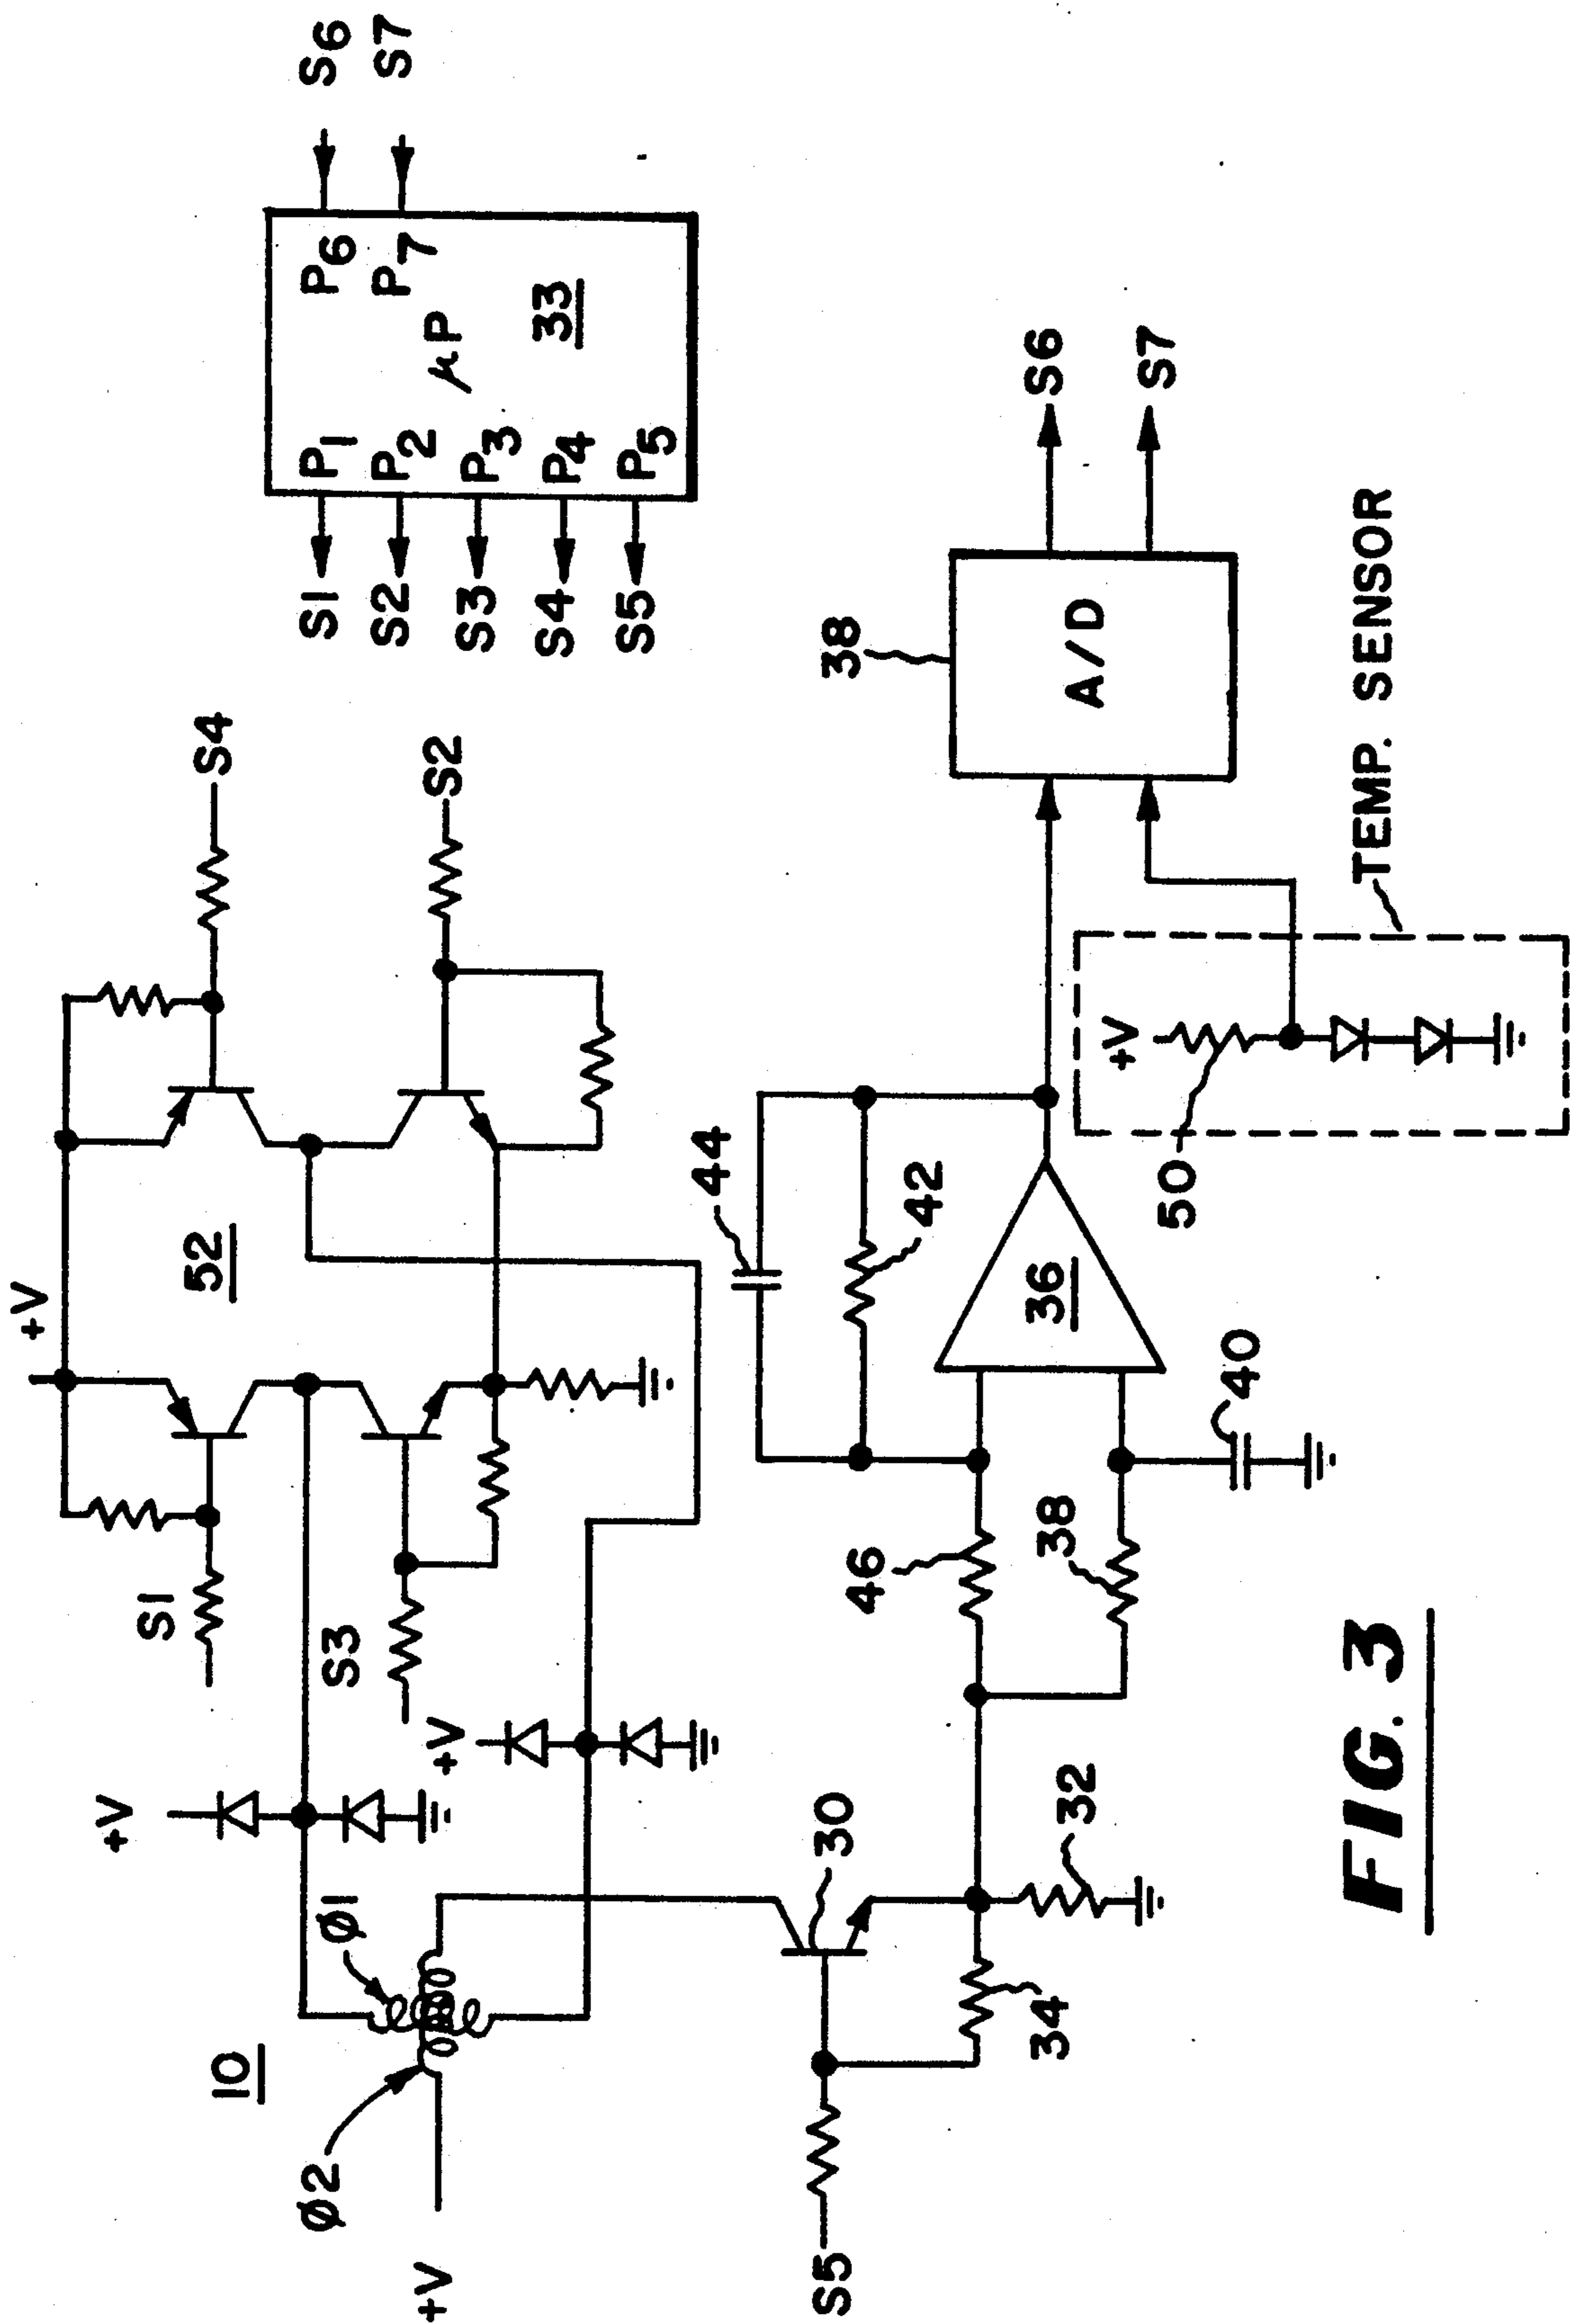 +V
+V
52
S1
S4
S3
S2
+V
+V
10
Ø1
Ø2
+V
S5
30
34
32
46
38
40
44
42
36
50
+V
TEMP. SENSOR
38
A/D
S6
S7
S1
S2
S3
S4
S5
P1
P2
P3
P4
P5
P6
P7
µP
33
S6
S7
FIG. 3